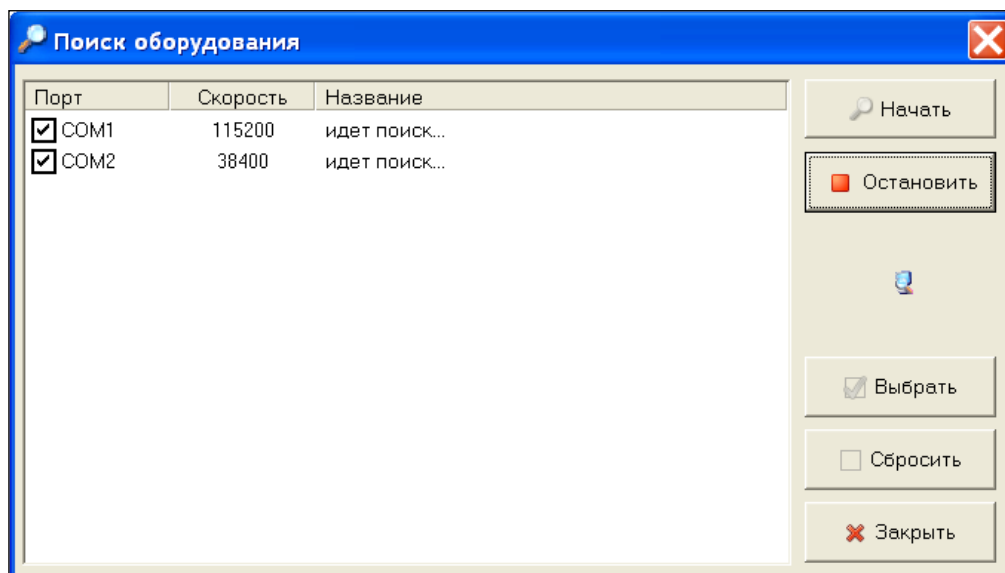 Поиск оборудования
Порт Скорость Название
COM1 115200 идет поиск...
COM2 38400 идет поиск...
Начать
Остановить
Выбрать
Сбросить
Закрыть